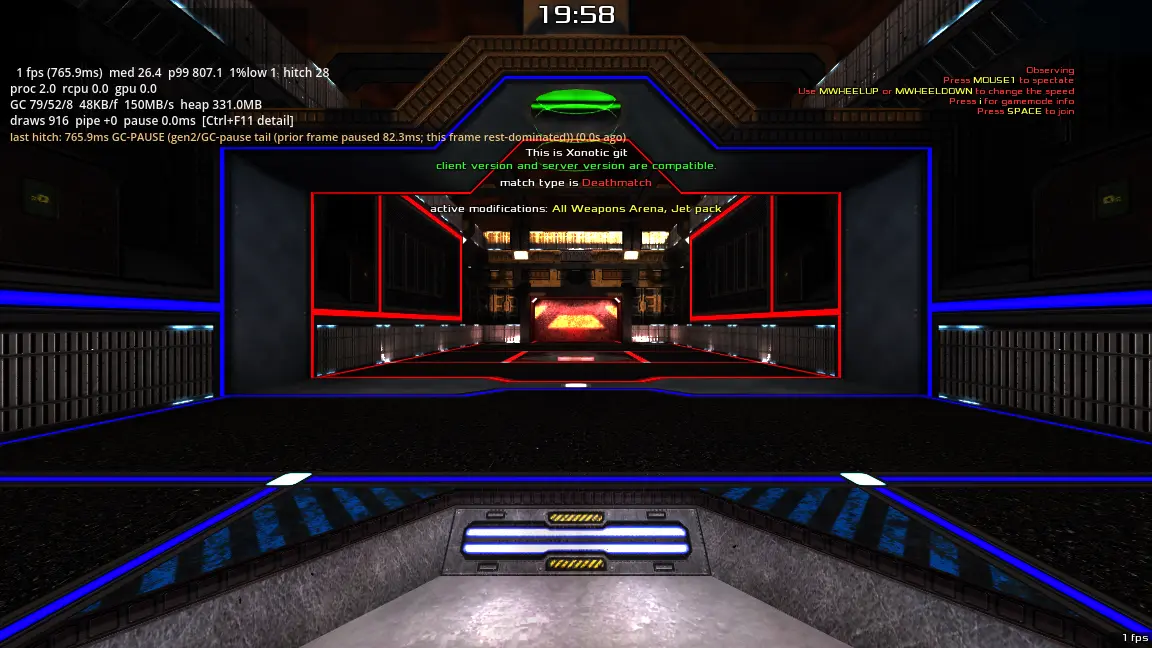 19:58
1 fps (765.9ms) med 26.4 p99 807.1 1%low 1: hitch 28
proc 2.0 rcpu 0.0 gpu 0.0
GC 79/52/8 48KB/f 150MB/s heap 331.0MB
draws 916 pipe +0 pause 0.0ms [Ctrl+F11 detail]
last hitch: 765.9ms GC-PAUSE (gen2/GC-pause tail (prior frame paused 82.3ms; this frame rest-dominated)) (0.0s ago)
Observing
Press MOUSE1 to spectate
Use MWHEELUP or MWHEELDOWN to change the speed
Press i for gamemode info
Press SPACE to join
This is Xonotic git
client version and server version are compatible.
match type is Deathmatch
active modifications: All Weapons Arena, Jet pack
1 fps